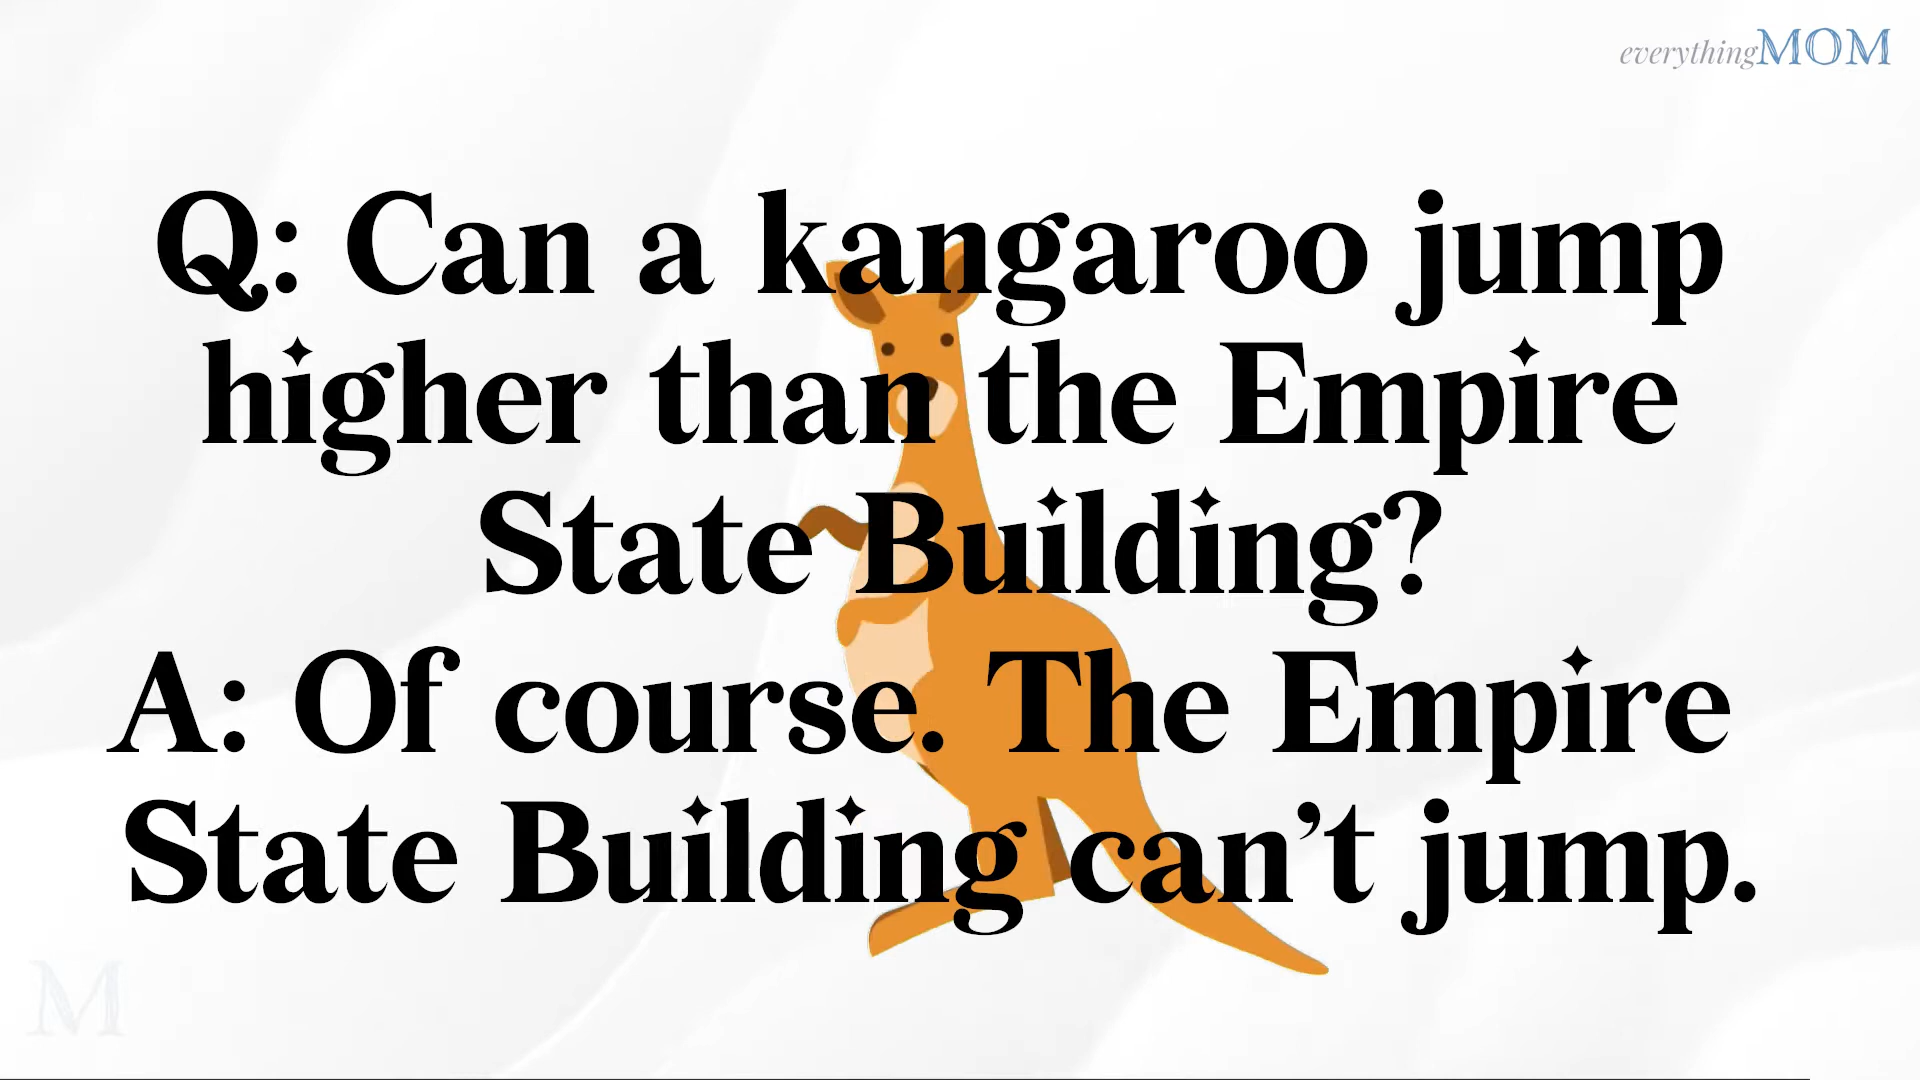 everythingMOM
Q: Can a kangaroo jump
higher than the Empire
State Building?
A: Of course. The Empire
State Building can’t jump.
M